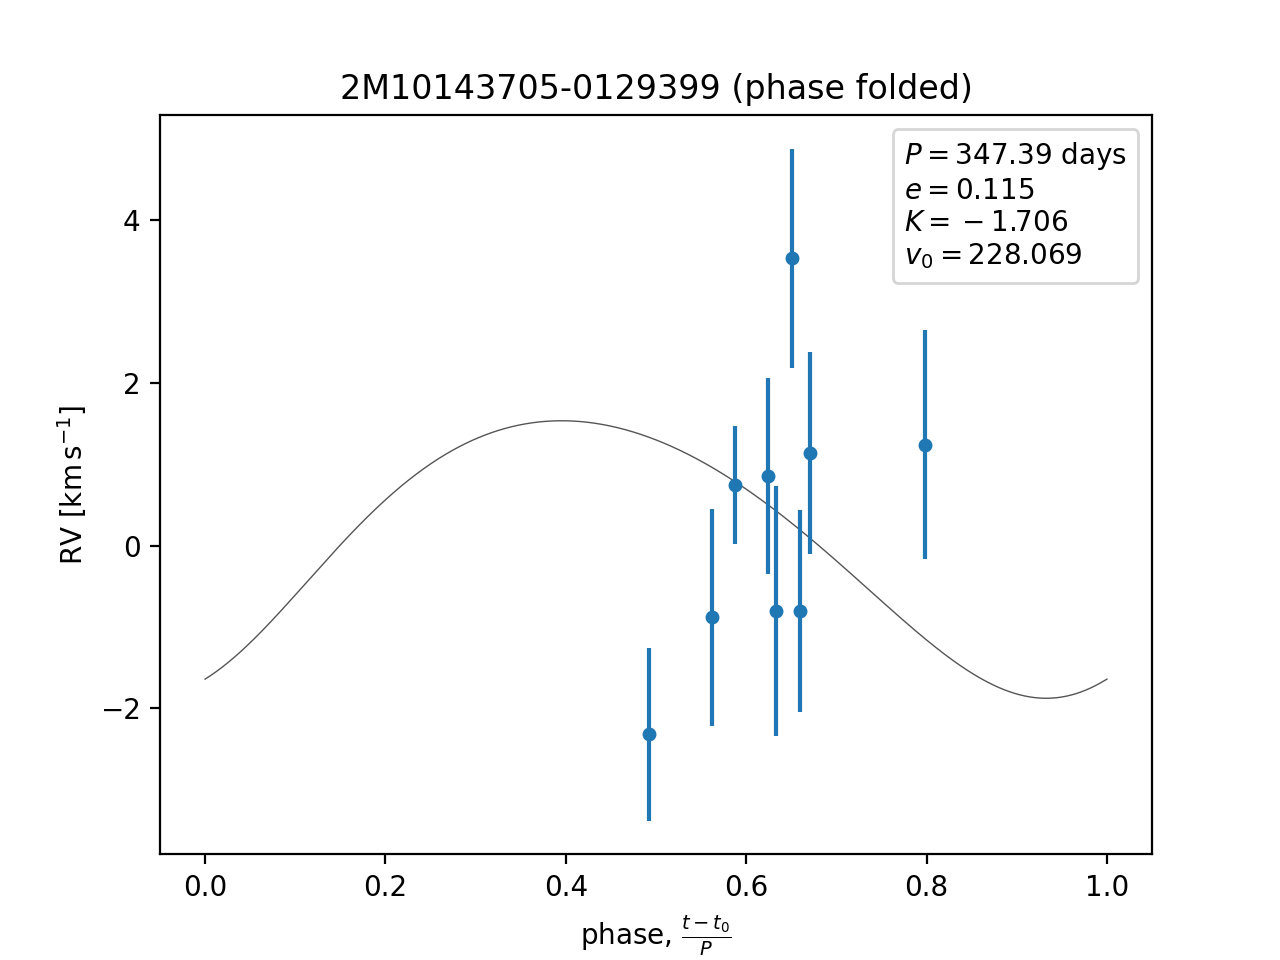 2M10143705-0129399 (phase folded)
P = 347.39 days
e = 0.115
K = −1.706
v₀ = 228.069
RV [km s⁻¹]
4
2
0
−2
0.0 0.2 0.4 0.6 0.8 1.0
phase, (t − t₀)/P